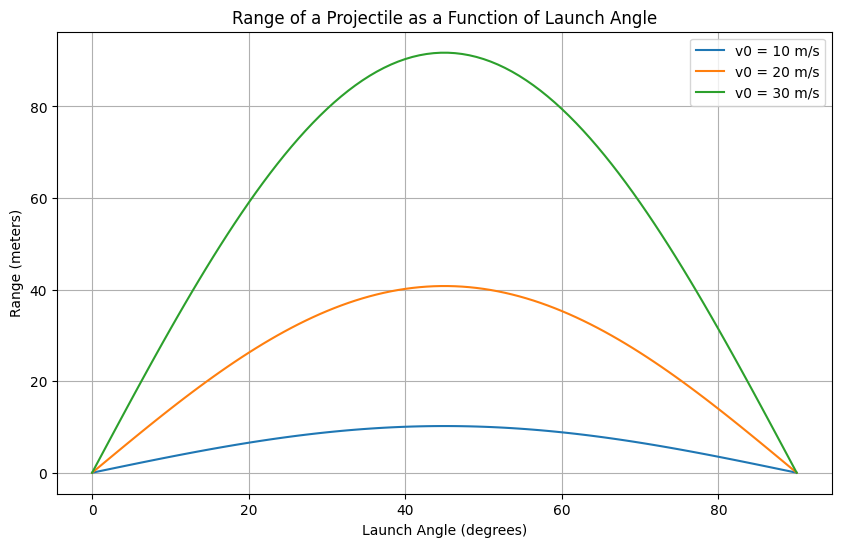 Range of a Projectile as a Function of Launch Angle
v0 = 10 m/s
v0 = 20 m/s
v0 = 30 m/s
Range (meters)
80
60
40
20
0
0 20 40 60 80
Launch Angle (degrees)